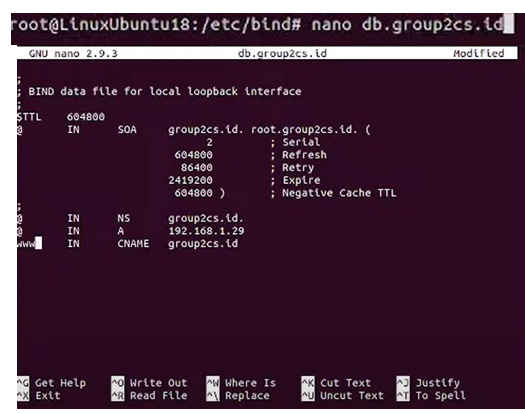 root@LinuxUbuntu18:/etc/bind# nano db.group2cs.id
GNU nano 2.9.3 db.group2cs.id Modified
;
; BIND data file for local loopback interface
;
$TTL 604800
@ IN SOA group2cs.id. root.group2cs.id. (
2 ; Serial
604800 ; Refresh
86400 ; Retry
2419200 ; Expire
604800 ) ; Negative Cache TTL
;
@ IN NS group2cs.id.
@ IN A 192.168.1.29
www IN CNAME group2cs.id
^G Get Help ^O Write Out ^W Where Is ^K Cut Text ^J Justify
^X Exit ^R Read File ^\ Replace ^U Uncut Text ^T To Spell